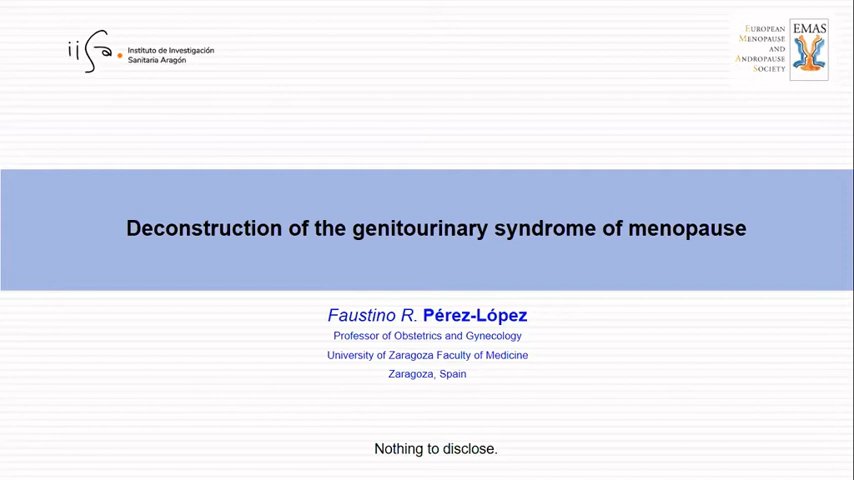 iisa
Instituto de Investigación
Sanitaria Aragón
EUROPEAN
MENOPAUSE
AND
ANDROPAUSE
SOCIETY
EMAS
Deconstruction of the genitourinary syndrome of menopause
Faustino R. Pérez-López
Professor of Obstetrics and Gynecology
University of Zaragoza Faculty of Medicine
Zaragoza, Spain
Nothing to disclose.